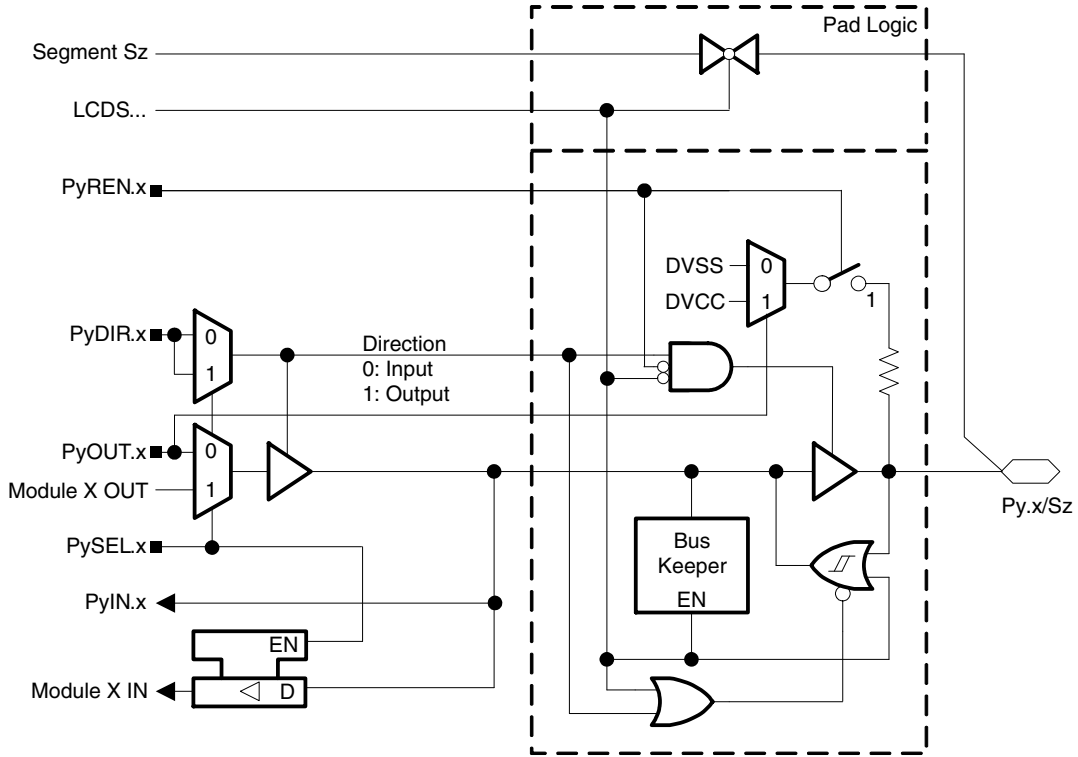 Pad Logic
Segment Sz
LCDS...
PyREN.x
DVSS
0
DVCC
1
1
PyDIR.x
0
1
Direction
0: Input
1: Output
PyOUT.x
0
Module X OUT
1
Py.x/Sz
PySEL.x
Bus
Keeper
EN
PyIN.x
EN
Module X IN
D